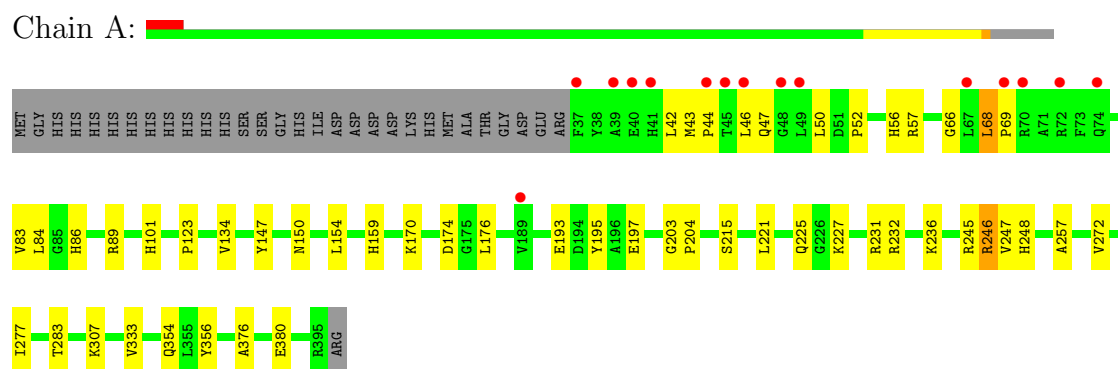 Chain A:
MET GLY HIS HIS HIS HIS HIS HIS HIS HIS HIS HIS SER SER GLY HIS ILE ASP ASP ASP ASP LYS HIS MET ALA THR GLY ASP GLU ARG F37 Y38 A39 E40 H41 L42 M43 P44 T45 L46 Q47 G48 L49 L50 D51 P52 H56 R57 G66 L67 L68 P69 R70 A71 R72 F73 Q74
V83 L84 G85 H86 R89 H101 P123 V134 Y147 N150 L154 H159 K170 D174 G175 L176 V189 E193 D194 Y195 A196 E197 G203 P204 S215 L221 Q225 G226 K227 R231 R232 K236 R245 R246 V247 H248 A257 V272
I277 T283 K307 V333 Q354 L355 Y356 A376 E380 R395 ARG